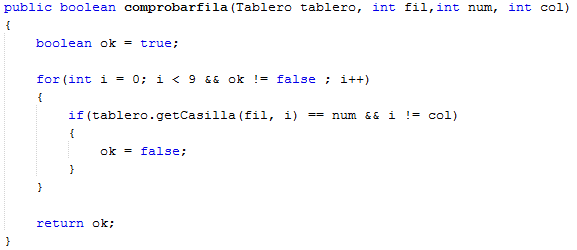 public boolean comprobarfila(Tablero tablero, int fil,int num, int col)
{
    boolean ok = true;

    for(int i = 0; i < 9 && ok != false ; i++)
    {
        if(tablero.getCasilla(fil, i) == num && i != col)
        {
            ok = false;
        }
    }

    return ok;
}